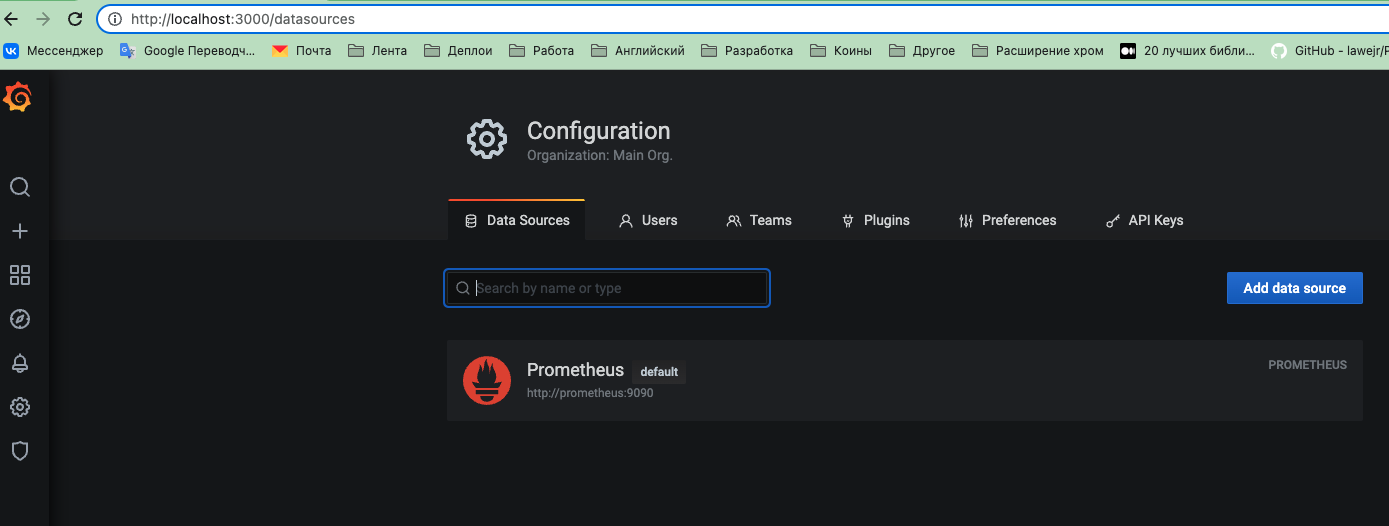 http://localhost:3000/datasources
Мессенджер Google Переводч... Почта Лента Деплои Работа Английский Разработка Коины Другое Расширение хром 20 лучших библи... GitHub - lawejr/P
Configuration
Organization: Main Org.
Data Sources Users Teams Plugins Preferences API Keys
Search by name or type Add data source
Prometheus default PROMETHEUS
http://prometheus:9090